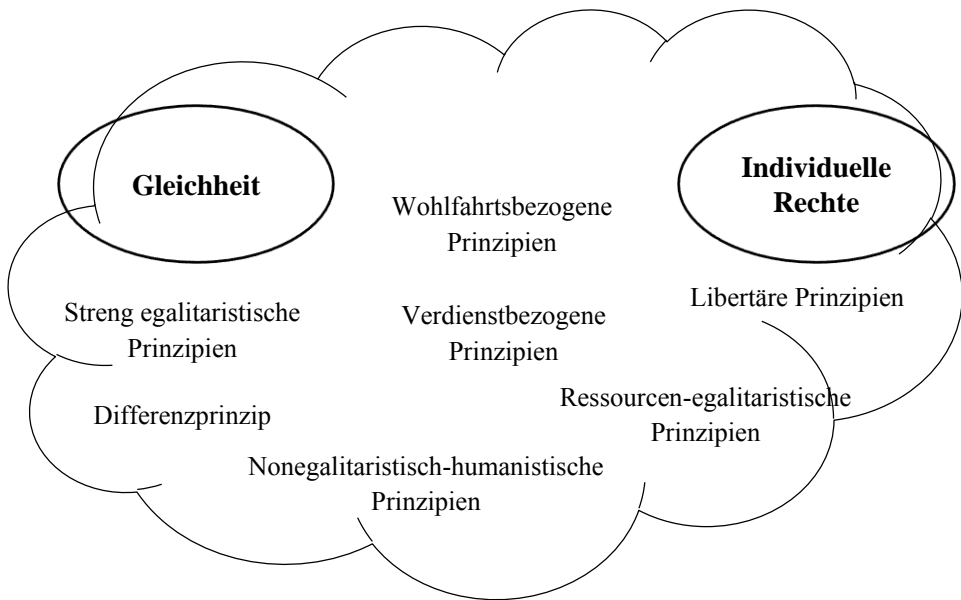 Gleichheit
Individuelle
Rechte
Wohlfahrtsbezogene
Prinzipien
Libertäre Prinzipien
Streng egalitaristische
Prinzipien
Verdienstbezogene
Prinzipien
Differenzprinzip
Ressourcen-egalitaristische
Prinzipien
Nonegalitaristisch-humanistische
Prinzipien